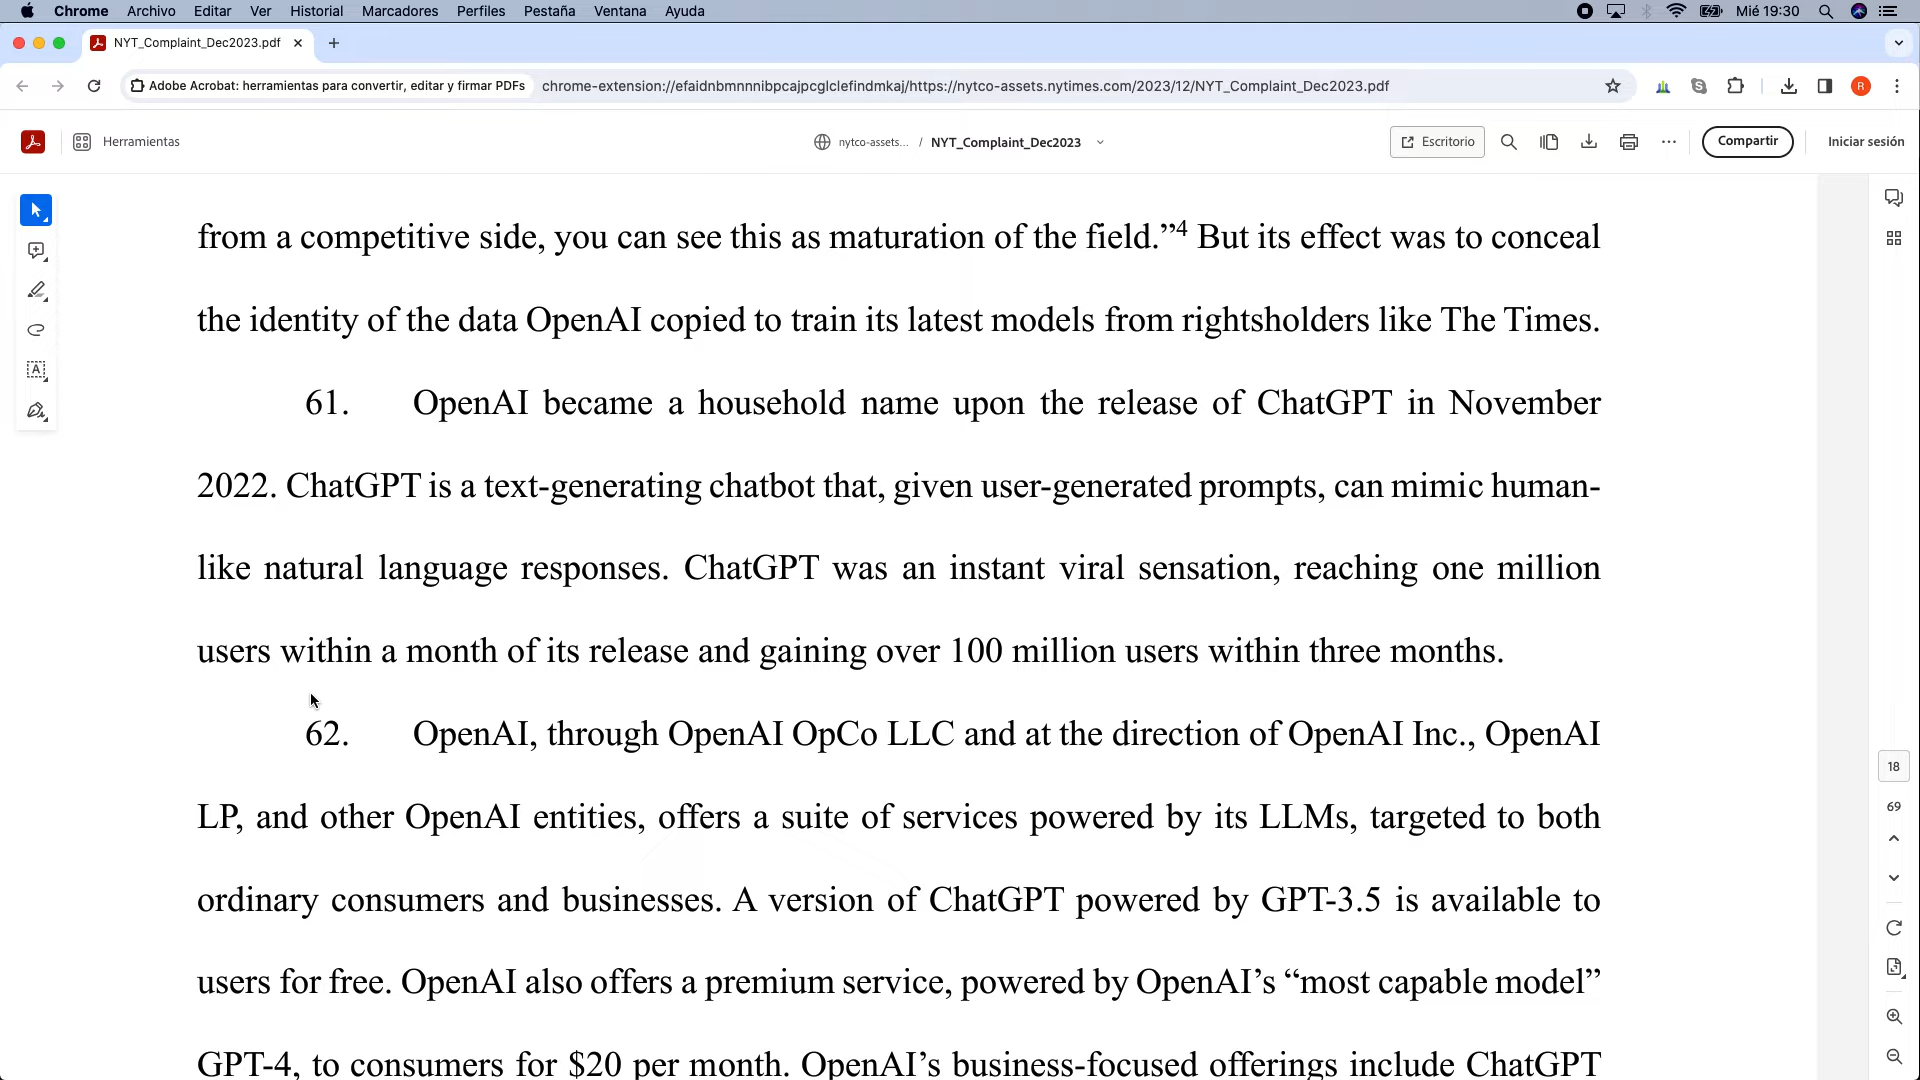 Chrome Archivo Editar Ver Historial Marcadores Perfiles Pestaña Ventana Ayuda Mié 19:30
NYT_Complaint_Dec2023.pdf
Adobe Acrobat: herramientas para convertir, editar y firmar PDFs chrome-extension://efaidnbmnnnibpcajpcglclefindmkaj/https://nytco-assets.nytimes.com/2023/12/NYT_Complaint_Dec2023.pdf R
Herramientas nytco-assets... / NYT_Complaint_Dec2023 Escritorio Compartir Iniciar sesión
from a competitive side, you can see this as maturation of the field.”4 But its effect was to conceal
the identity of the data OpenAI copied to train its latest models from rightsholders like The Times.
61. OpenAI became a household name upon the release of ChatGPT in November
2022. ChatGPT is a text-generating chatbot that, given user-generated prompts, can mimic human-
like natural language responses. ChatGPT was an instant viral sensation, reaching one million
users within a month of its release and gaining over 100 million users within three months.
62. OpenAI, through OpenAI OpCo LLC and at the direction of OpenAI Inc., OpenAI
18
LP, and other OpenAI entities, offers a suite of services powered by its LLMs, targeted to both
69
ordinary consumers and businesses. A version of ChatGPT powered by GPT-3.5 is available to
users for free. OpenAI also offers a premium service, powered by OpenAI’s “most capable model”
GPT-4, to consumers for $20 per month. OpenAI’s business-focused offerings include ChatGPT